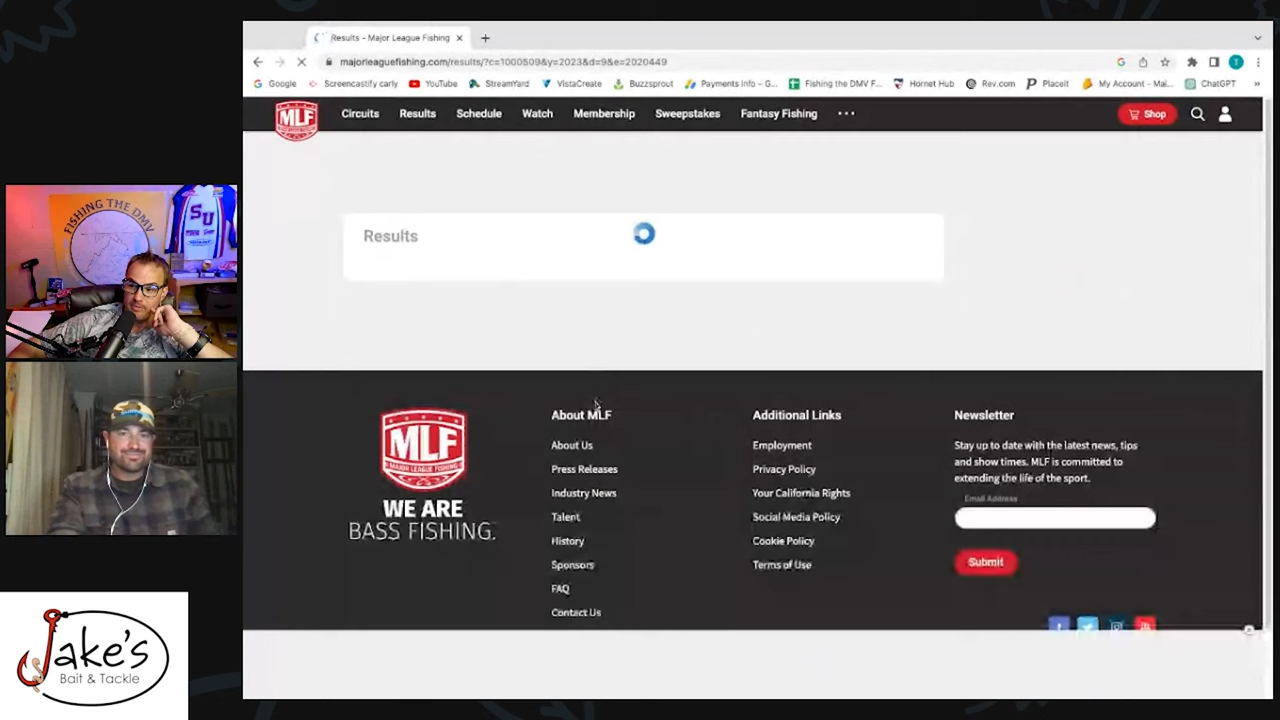 Results - Major League Fishing
majorleaguefishing.com/results/?c=1000509&y=2023&d=9&e=2020449
Google
Screencastify carly
YouTube
StreamYard
VistaCreate
Buzzsprout
Payments Info – G...
Fishing the DMV F...
Hornet Hub
Rev.com
Placeit
My Account - Mai...
ChatGPT
MLF
Circuits
Results
Schedule
Watch
Membership
Sweepstakes
Fantasy Fishing
Shop
Results
FISHING THE DMV
SU
MLF
MAJOR LEAGUE FISHING
WE ARE
BASS FISHING.
About MLF
About Us
Press Releases
Industry News
Talent
History
Sponsors
FAQ
Contact Us
Additional Links
Employment
Privacy Policy
Your California Rights
Social Media Policy
Cookie Policy
Terms of Use
Newsletter
Stay up to date with the latest news, tips
and show times. MLF is committed to
extending the life of the sport.
Email Address
Submit
Jake's
Bait & Tackle